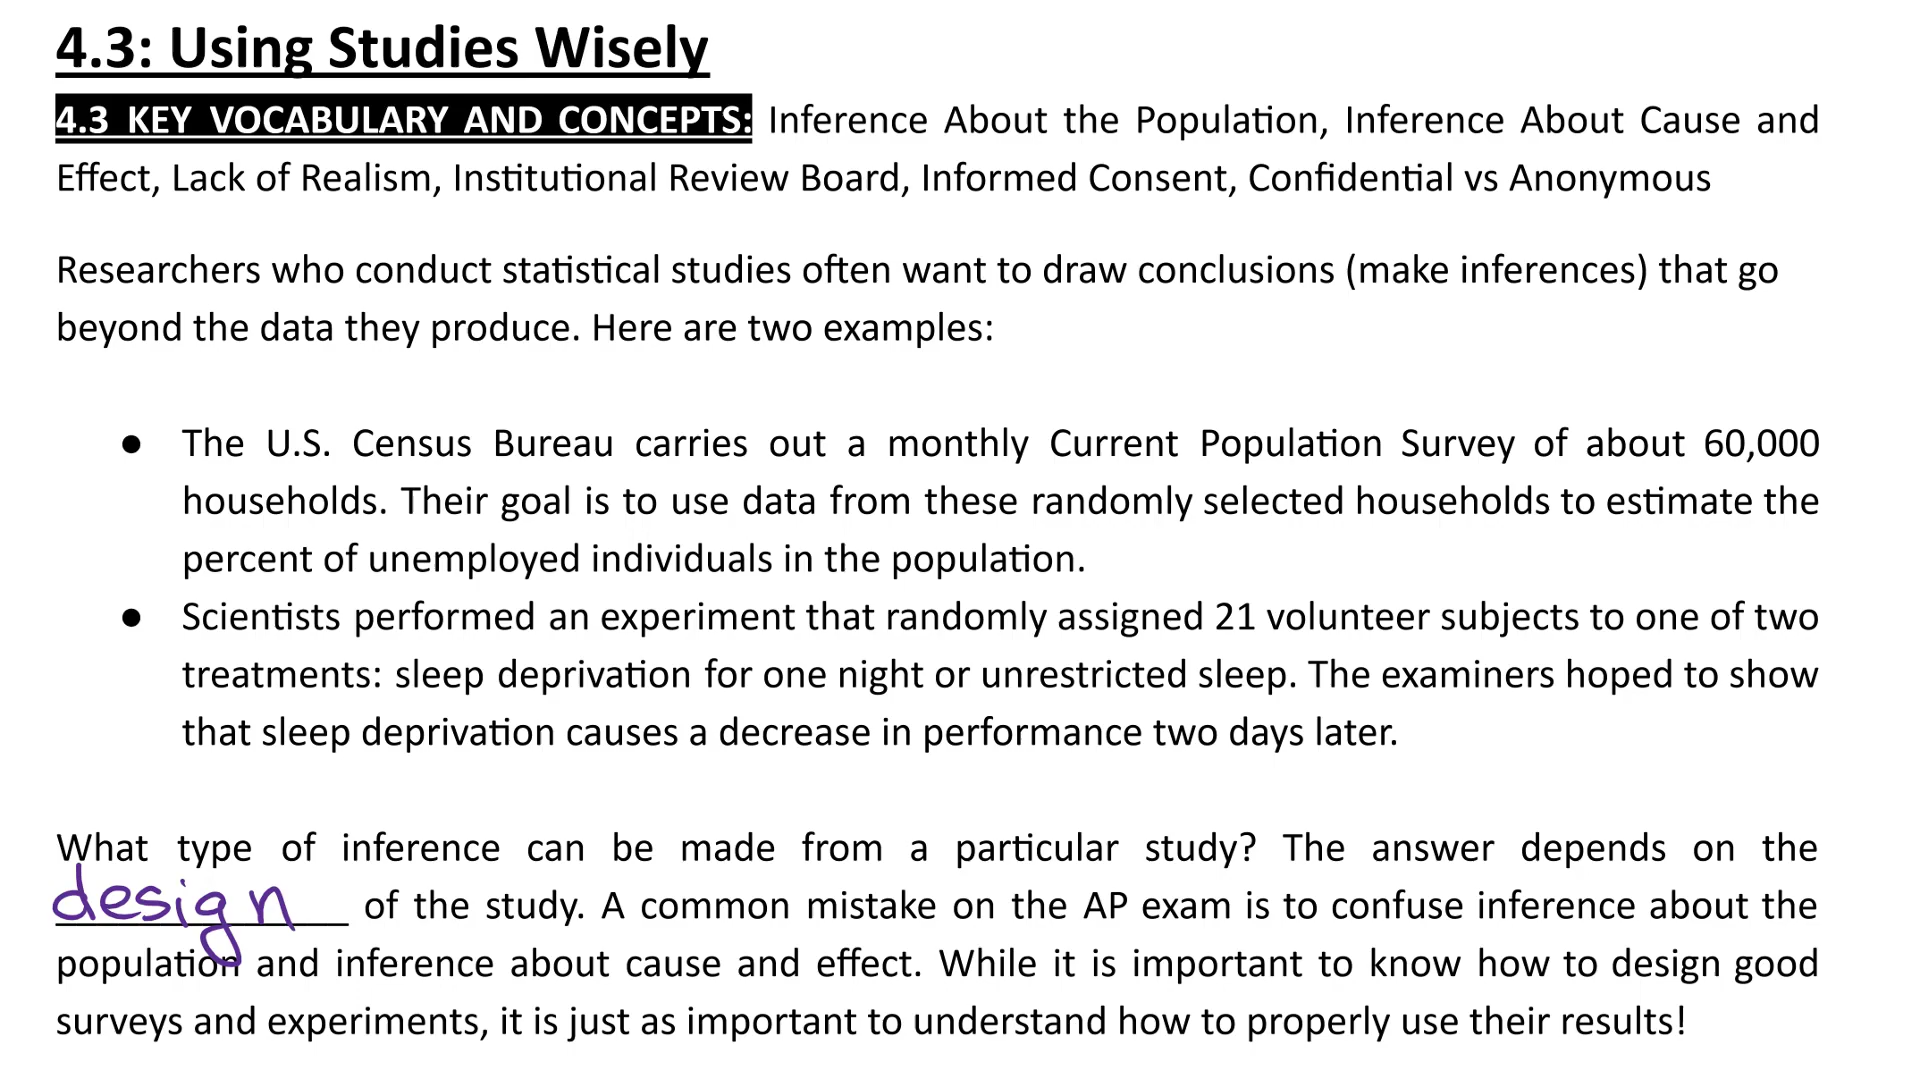 4.3: Using Studies Wisely
4.3 KEY VOCABULARY AND CONCEPTS: Inference About the Population, Inference About Cause and
Effect, Lack of Realism, Institutional Review Board, Informed Consent, Confidential vs Anonymous
Researchers who conduct statistical studies often want to draw conclusions (make inferences) that go
beyond the data they produce. Here are two examples:
● The U.S. Census Bureau carries out a monthly Current Population Survey of about 60,000
households. Their goal is to use data from these randomly selected households to estimate the
percent of unemployed individuals in the population.
● Scientists performed an experiment that randomly assigned 21 volunteer subjects to one of two
treatments: sleep deprivation for one night or unrestricted sleep. The examiners hoped to show
that sleep deprivation causes a decrease in performance two days later.
What type of inference can be made from a particular study? The answer depends on the
design of the study. A common mistake on the AP exam is to confuse inference about the
population and inference about cause and effect. While it is important to know how to design good
surveys and experiments, it is just as important to understand how to properly use their results!